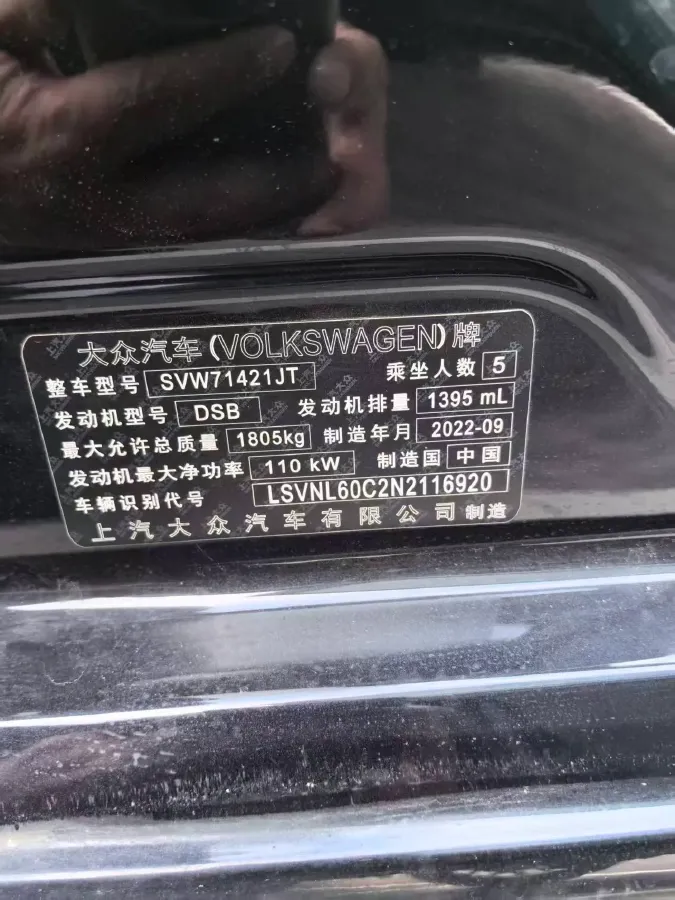 大众汽车(VOLKSWAGEN)牌
整车型号 SVW71421JT 乘坐人数 5
发动机型号 DSB 发动机排量 1395 mL
最大允许总质量 1805kg 制造年月 2022-09
发动机最大净功率 110 kW 制造国 中国
车辆识别代号 LSVNL60C2N2116920
上汽大众汽车有限公司 制造